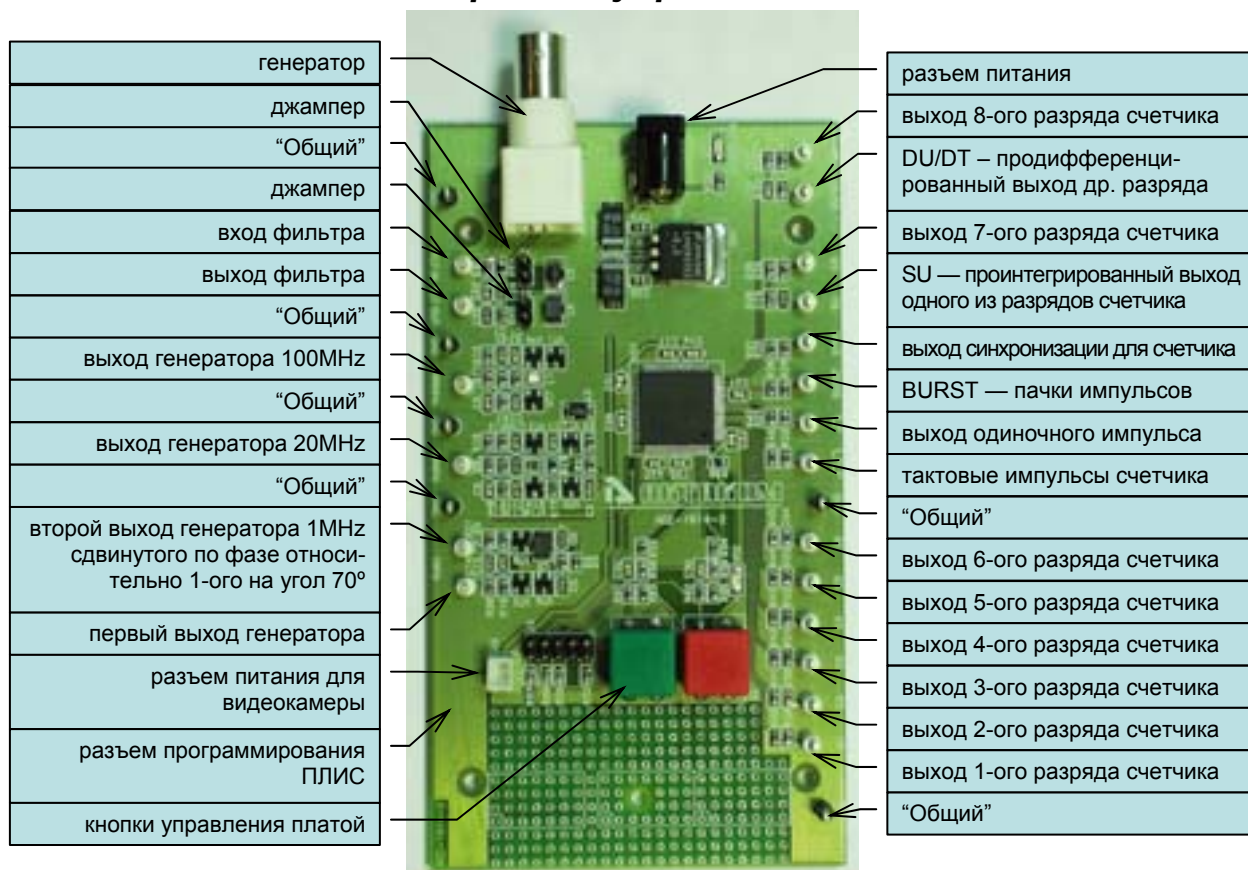 генератор
джампер
“Общий”
джампер
вход фильтра
выход фильтра
“Общий”
выход генератора 100MHz
“Общий”
выход генератора 20MHz
“Общий”
второй выход генератора 1MHz
сдвинутого по фазе относи-
тельно 1-ого на угол 70º
первый выход генератора
разъем питания для
видеокамеры
разъем программирования
ПЛИС
кнопки управления платой
разъем питания
выход 8-ого разряда счетчика
DU/DT – продифференци-
рованный выход др. разряда
выход 7-ого разряда счетчика
SU — проинтегрированный выход
одного из разрядов счетчика
выход синхронизации для счетчика
BURST — пачки импульсов
выход одиночного импульса
тактовые импульсы счетчика
“Общий”
выход 6-ого разряда счетчика
выход 5-ого разряда счетчика
выход 4-ого разряда счетчика
выход 3-ого разряда счетчика
выход 2-ого разряда счетчика
выход 1-ого разряда счетчика
“Общий”